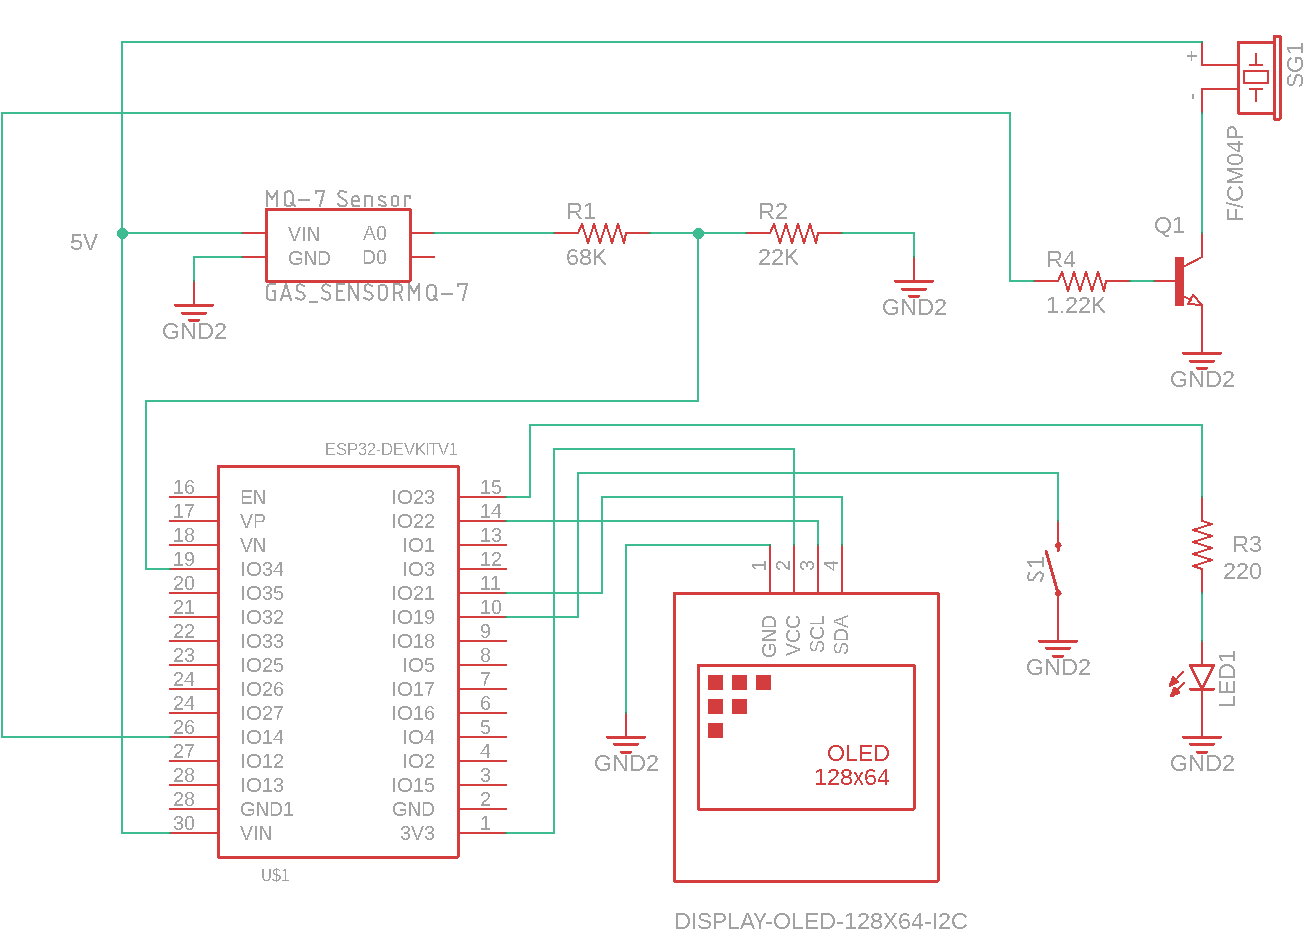 +
SG1
-
F/CM04P
MQ-7 Sensor
5V
VIN A0
GND D0
GAS_SENSORMQ-7
GND2
R1
68K
R2
22K
GND2
Q1
R4
1.22K
GND2
ESP32-DEVKITV1
16 EN IO23 15
17 VP IO22 14
18 VN IO1 13
19 IO34 IO3 12
20 IO35 IO21 11
21 IO32 IO19 10
22 IO33 IO18 9
23 IO25 IO5 8
24 IO26 IO17 7
24 IO27 IO16 6
26 IO14 IO4 5
27 IO12 IO2 4
28 IO13 IO15 3
28 GND1 GND 2
30 VIN 3V3 1
U$1
1 2 3 4
GND VCC SCL SDA
OLED
128x64
GND2
DISPLAY-OLED-128X64-I2C
S1
GND2
R3
220
LED1
GND2